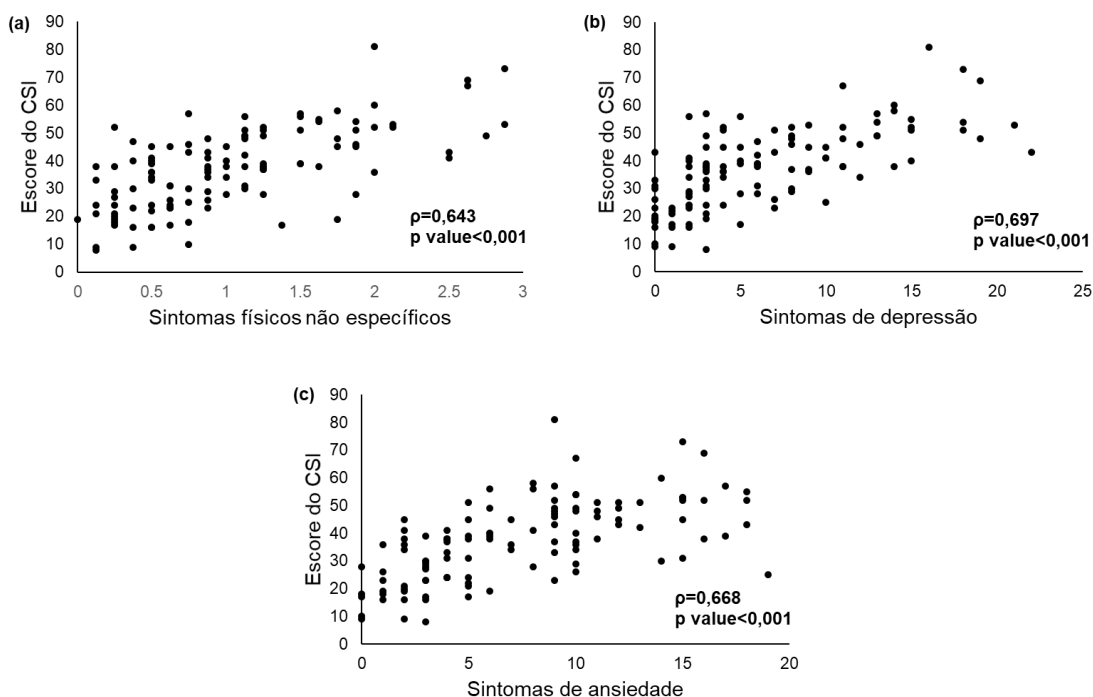 (a)
Escore do CSI
90
80
70
60
50
40
30
20
10
0
0 0.5 1 1.5 2 2.5 3
Sintomas físicos não específicos
ρ=0,643
p value<0,001
(b)
Escore do CSI
90
80
70
60
50
40
30
20
10
0
0 5 10 15 20 25
Sintomas de depressão
ρ=0,697
p value<0,001
(c)
Escore do CSI
90
80
70
60
50
40
30
20
10
0
0 5 10 15 20
Sintomas de ansiedade
ρ=0,668
p value<0,001